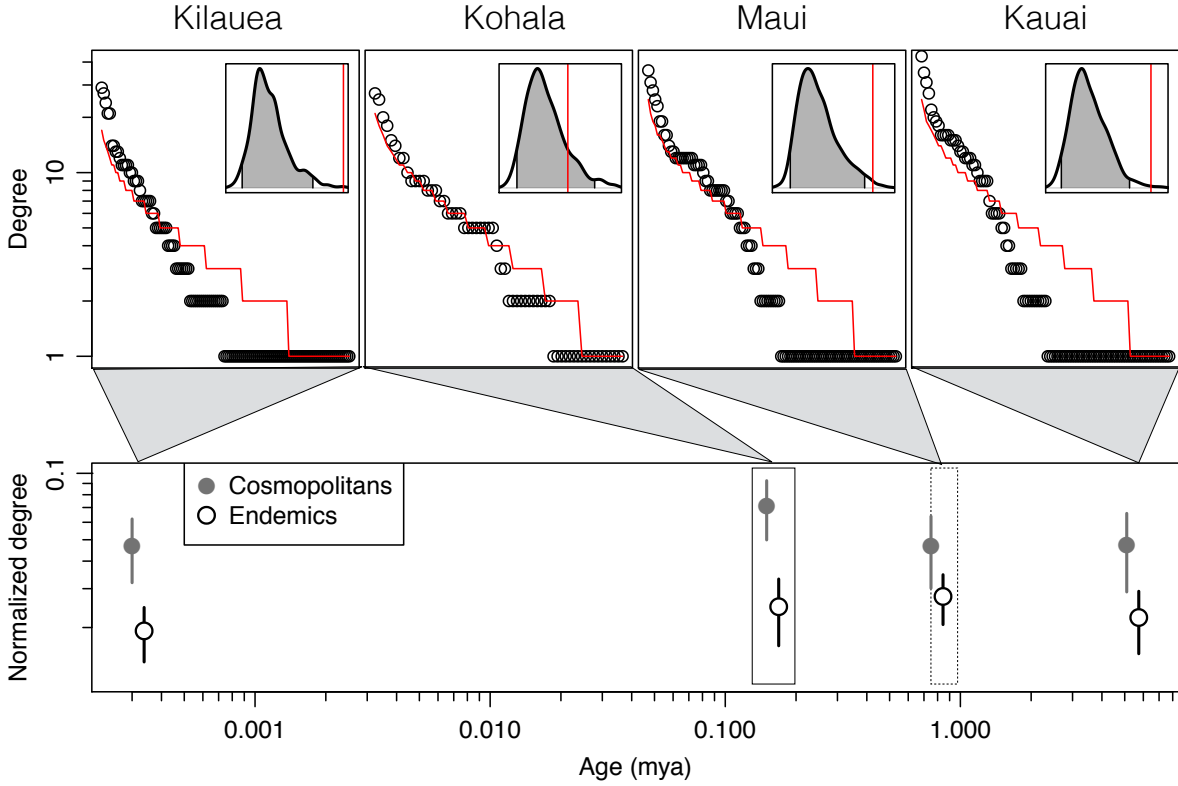 Kilauea Kohala Maui Kauai
Degree
10
1
Normalized degree
0.1
Cosmopolitans
Endemics
0.001 0.010 0.100 1.000
Age (mya)